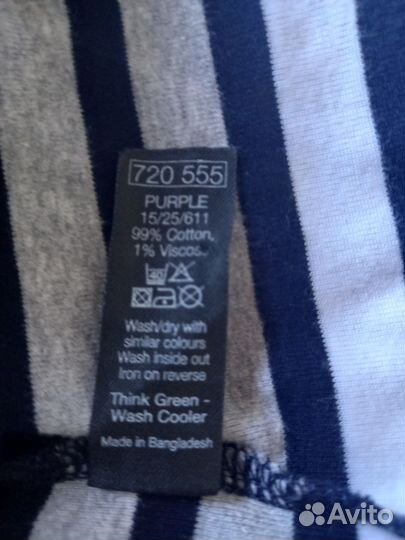 720 555
PURPLE
15/25/611
99% Cotton,
1% Viscos
40
Wash/dry with
similar colours
Wash inside out
Iron on reverse
Think Green -
Wash Cooler
Made in Bangladesh
Avito